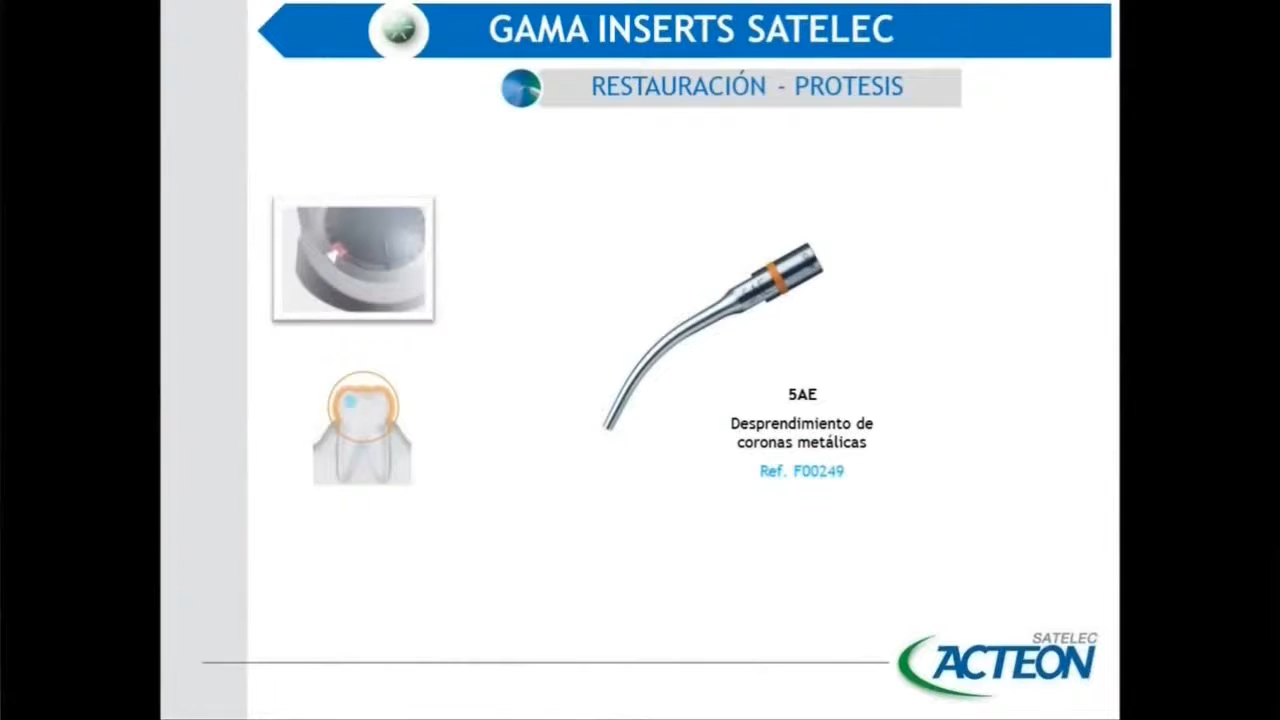 GAMA INSERTS SATELEC
RESTAURACIÓN - PROTESIS
5AE
Desprendimiento de
coronas metálicas
Ref. F00249
SATELEC
ACTEON